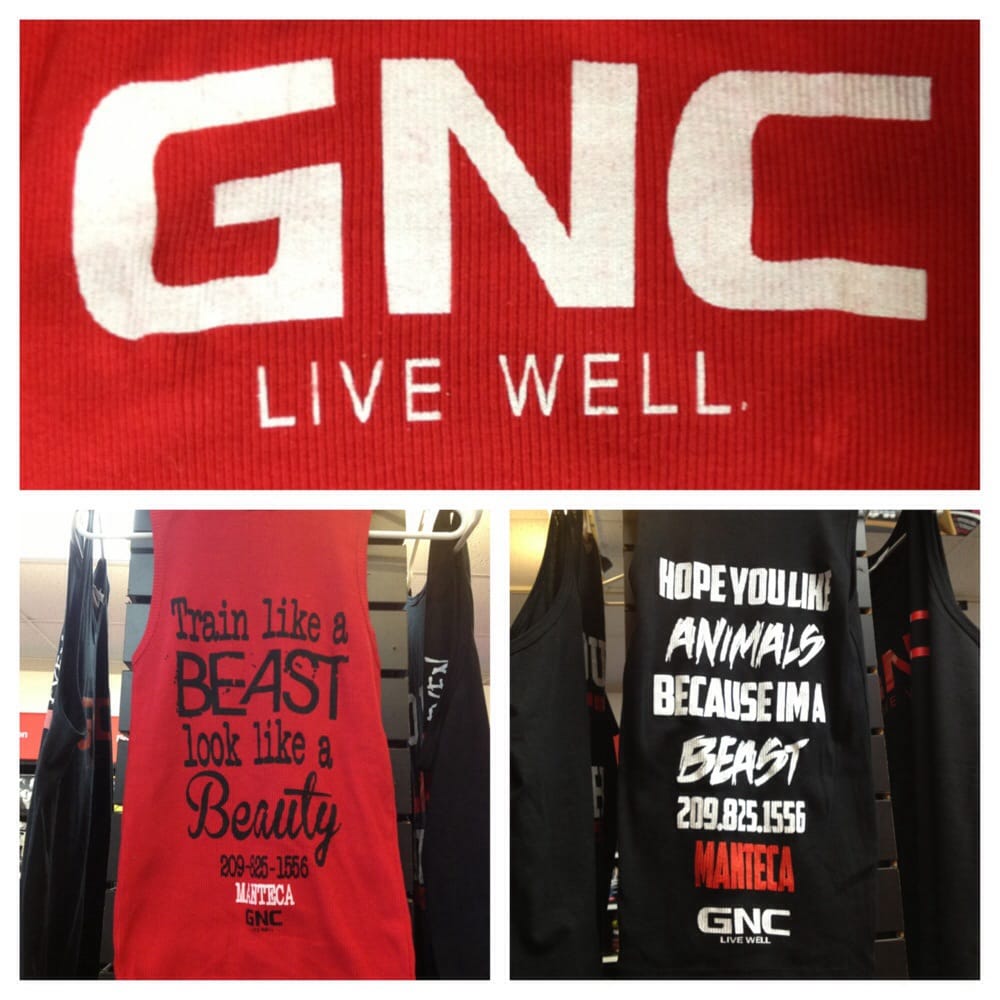 GNC
LIVE WELL.
Train like a
BEAST
look like a
Beauty
209-825-1556
MANTECA
GNC
LIVE WELL
HOPE YOU LIKE
ANIMALS
BECAUSE IM A
BEAST
209.825.1556
MANTECA
GNC
LIVE WELL